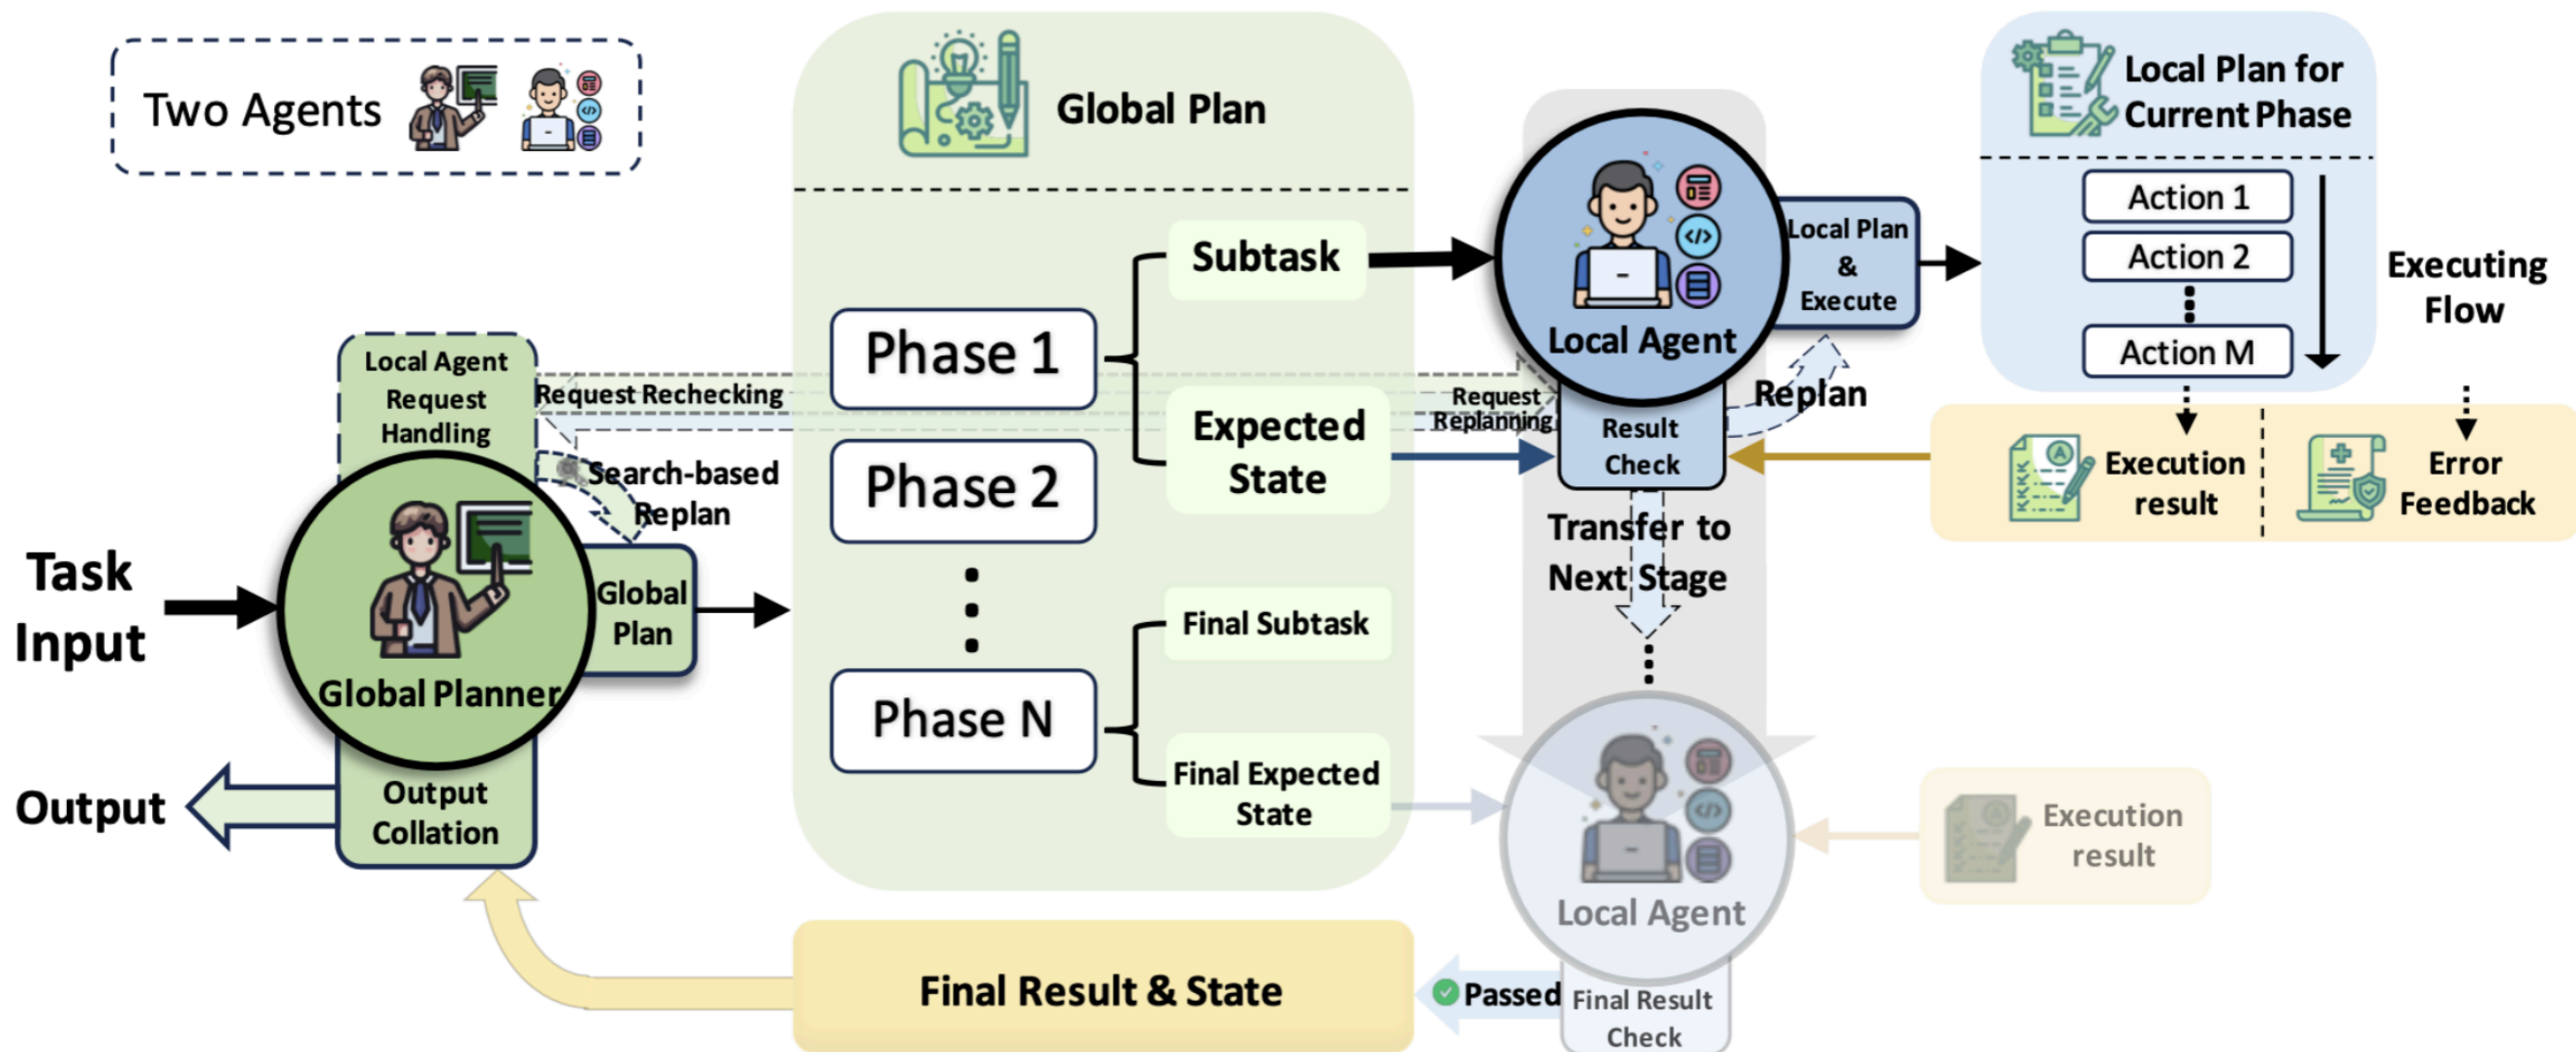 Two Agents
Global Plan
Local Plan for
Current Phase
Action 1
Action 2
Action M
Executing
Flow
Subtask
Local Agent
Local Plan
&
Execute
Phase 1
Expected
State
Phase 2
Local Agent
Request
Handling
Request Rechecking
Request
Replanning
Result
Check
Replan
Execution
result
Error
Feedback
Search-based
Replan
Transfer to
Next Stage
Task
Input
Global Planner
Global
Plan
Final Subtask
Phase N
Final Expected
State
Output
Output
Collation
Local Agent
Execution
result
Final Result & State
Passed
Final Result
Check